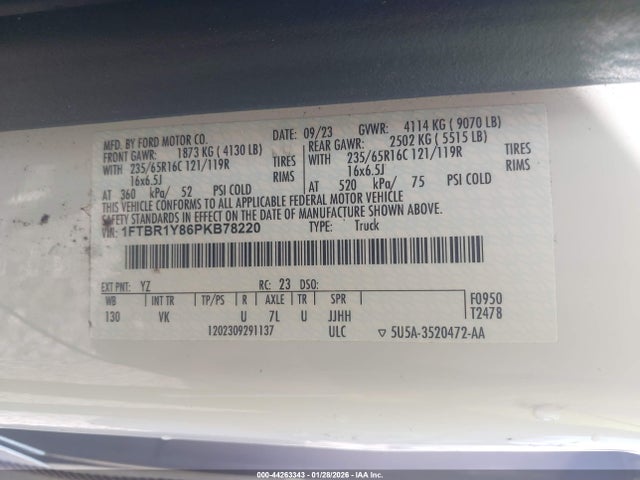 MFD. BY FORD MOTOR CO. DATE: 09/23 GVWR: 4114 KG ( 9070 LB)
FRONT GAWR: 1873 KG ( 4130 LB) REAR GAWR: 2502 KG ( 5515 LB)
WITH 235/65R16C 121/119R TIRES WITH 235/65R16C 121/119R TIRES
16x6.5J RIMS 16x6.5J RIMS
AT 360 kPa/ 52 PSI COLD AT 520 kPa/ 75 PSI COLD
THIS VEHICLE CONFORMS TO ALL APPLICABLE FEDERAL MOTOR VEHICLE
SAFETY STANDARDS IN EFFECT ON THE DATE OF MANUFACTURE SHOWN ABOVE.
VIN: 1FTBR1Y86PKB78220 TYPE: Truck
EXT PNT: YZ RC: 23 DSO:
WB INT TR TP/PS R AXLE TR SPR F0950
130 VK U 7L U JJHH T2478
1202309291137 ULC ▽ 5U5A-3520472-AA
000-44263343 | 01/28/2026 | IAA, Inc.